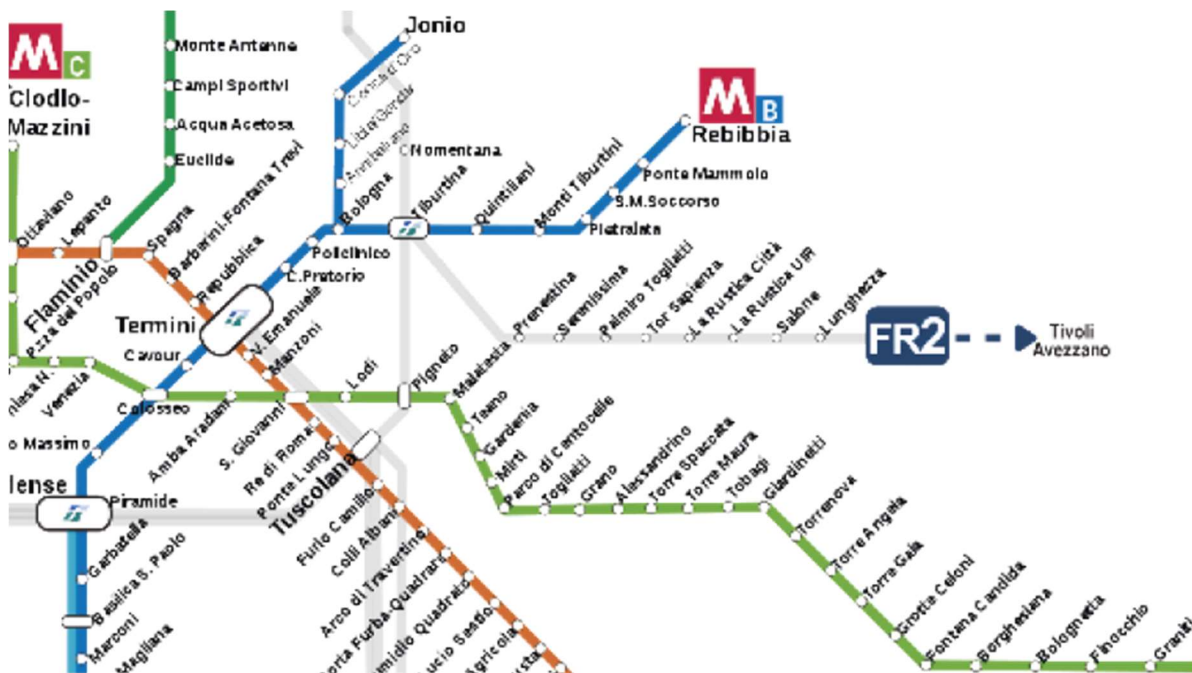 Jonio
Monte Antenne
M
C
Conca d'Oro
M
B
Campi Sportivi
Clodio-
Mazzini
Acqua Acetosa
Rebibbia
Nomentana
Euclide
Ponte Mammolo
S.M.Soccorso
Pietralata
Monti Tiburtini
Quintiliani
Tiburtina
Bologna
Policlinico
C.Pretorio
Ottaviano
Lepanto
Spagna
Barbarini.Fontana Trevi
Repubblica
Flaminio
P.zza del Popolo
Termini
V. Emanuele
Manzoni
Cavour
Venezia
Colosseo
Prenestina
Serenissima
Palmiro Togliatti
Tor Sapienza
La Rustica Città
La Rustica UIR
Salone
Lunghezza
FR2
Tivoli
Avezzano
Lodi
Pigneto
Malatesta
Teano
Gardenia
Mirti
Parco di Centocelle
Togliatti
Grano
Alessandrino
Torre Spaccata
Torre Maura
Tobagi
Giardinetti
Torrenova
Torre Angela
Torre Gaia
Grotte Celoni
Fontana Candida
Borghesiana
Bolognetta
Finocchio
Graniti
o Massimo
Amba Aradam
S. Giovanni
Re di Roma
Ponte Lungo
Tuscolana
Furio Camillo
Colli Albani
Arco di Travertino
Porta Furba-Quadraro
Lucio Sestio
Agricola
iense
Piramide
Garbatella
Basilica S. Paolo
Marconi
Magliana